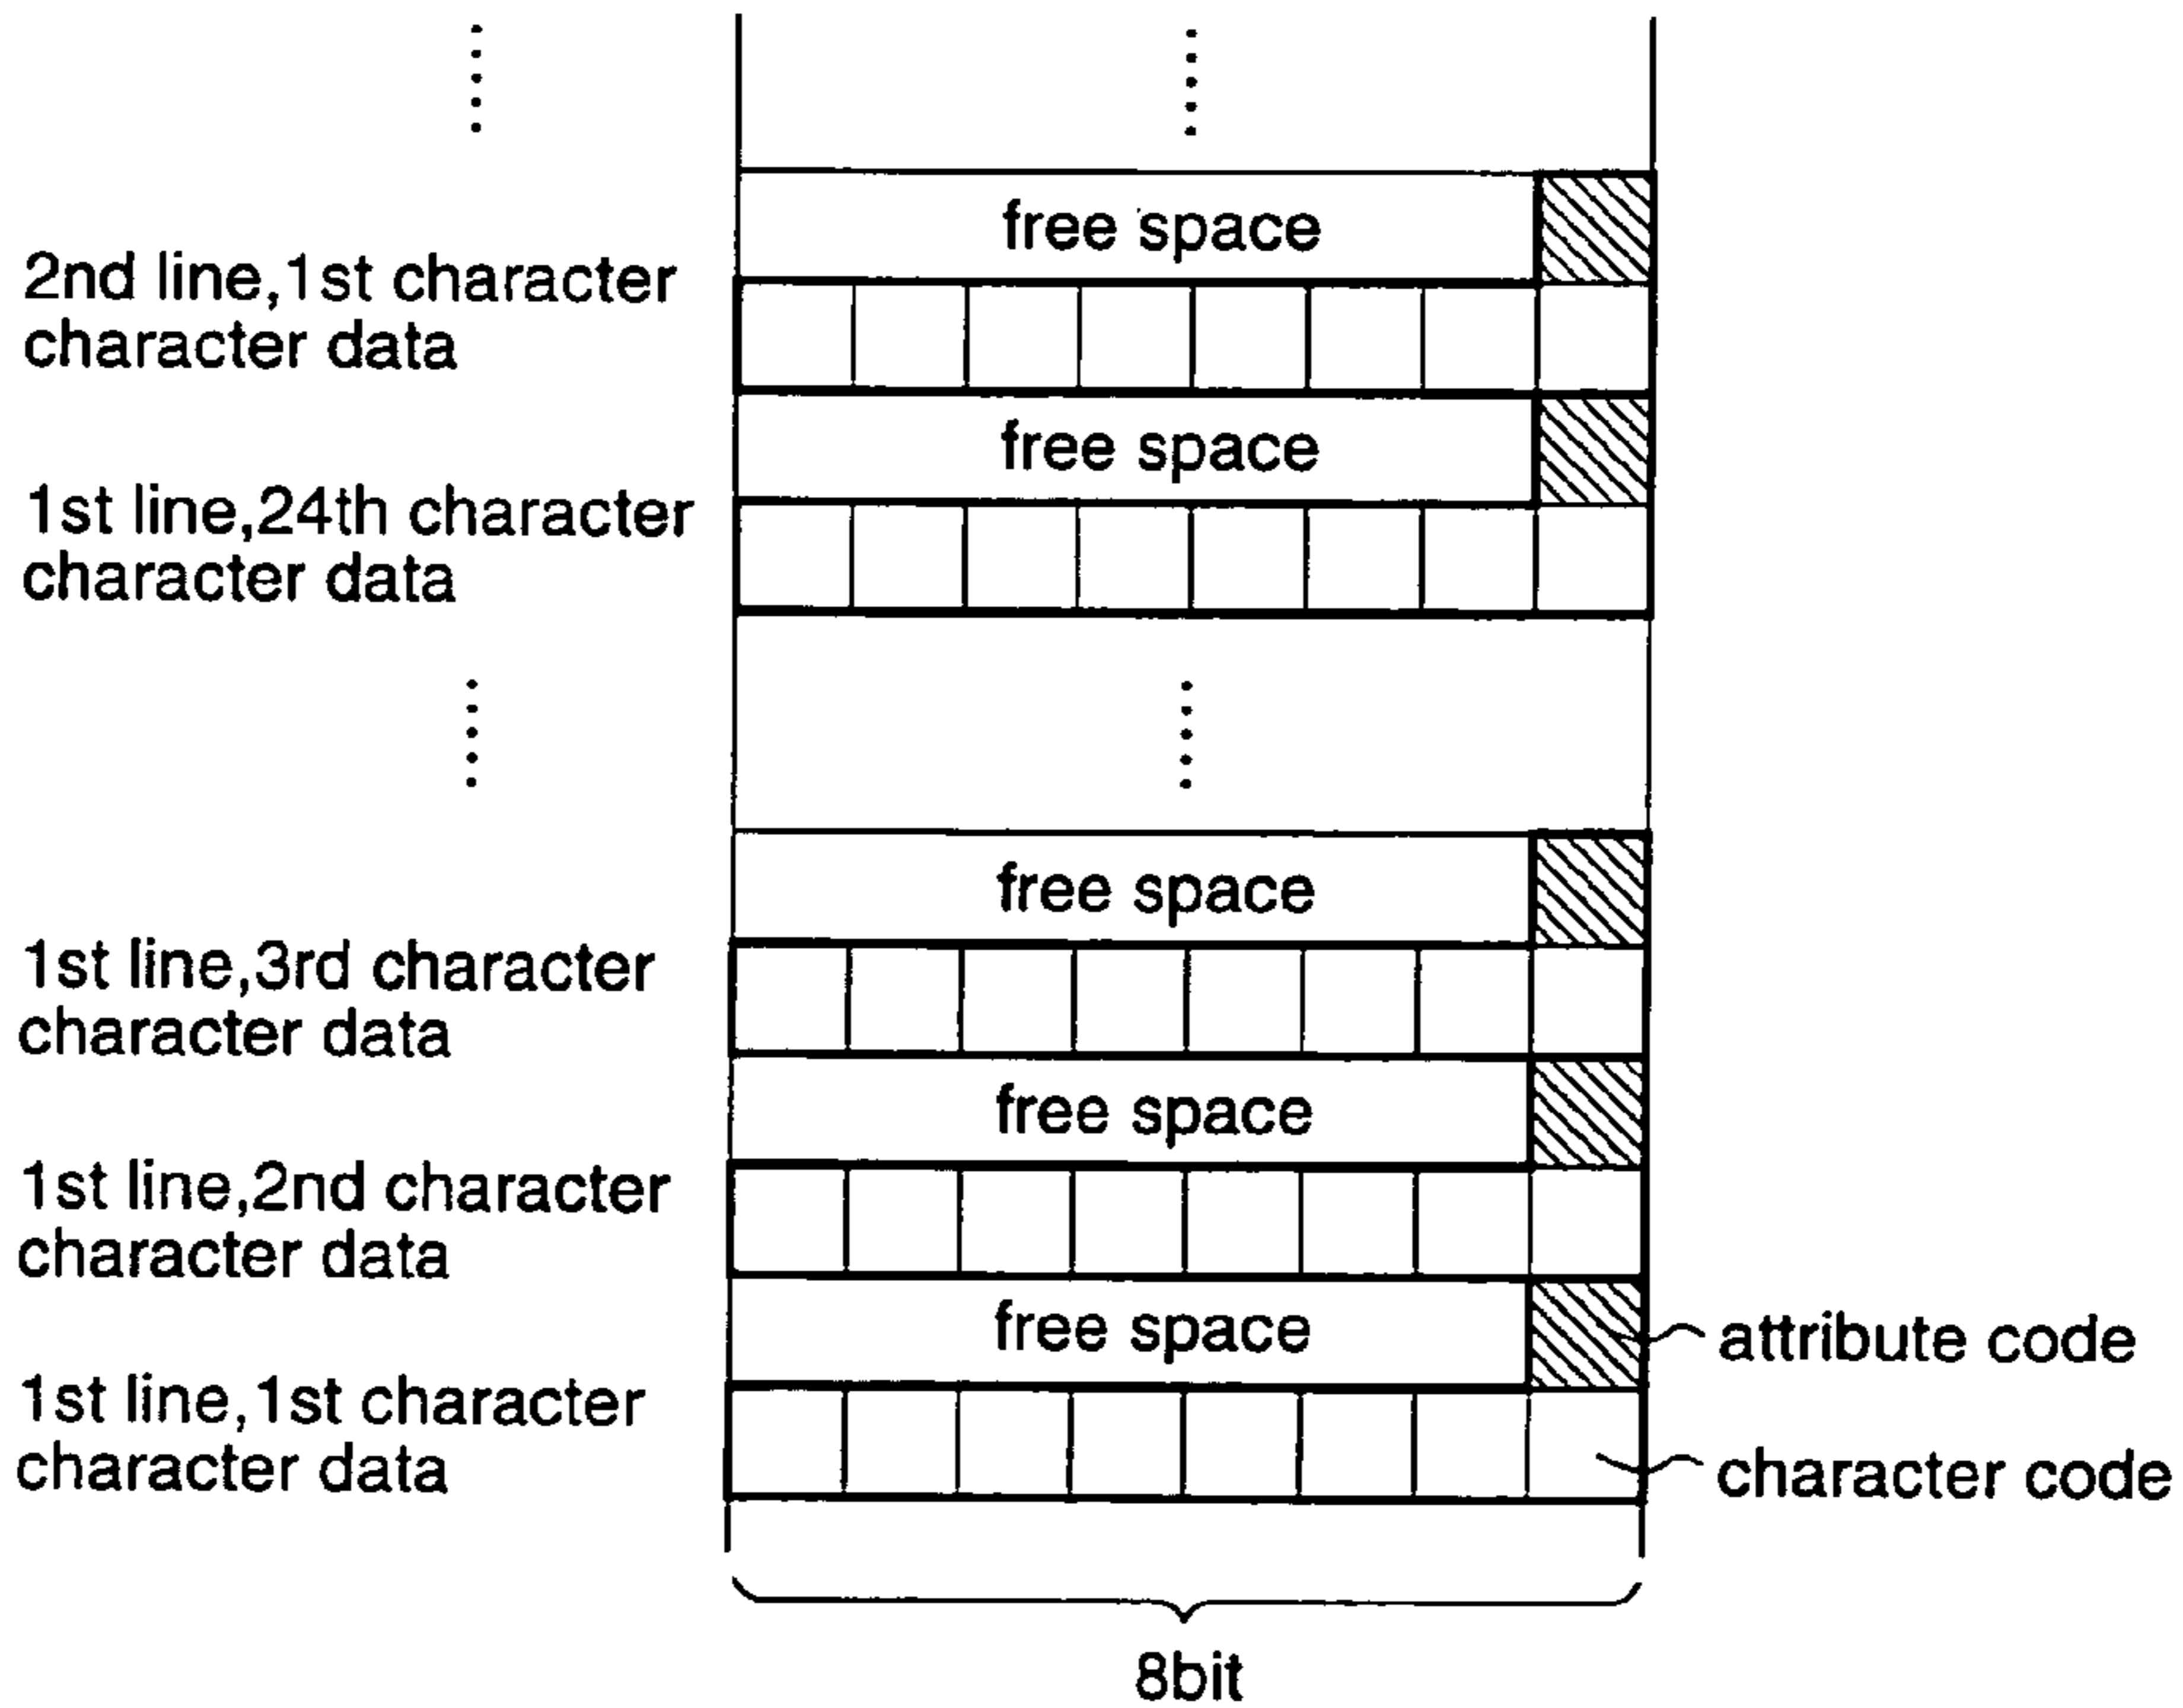 free space
2nd line,1st character
character data
free space
1st line,24th character
character data
free space
1st line,3rd character
character data
free space
1st line,2nd character
character data
free space
attribute code
1st line,1st character
character data
character code
8bit